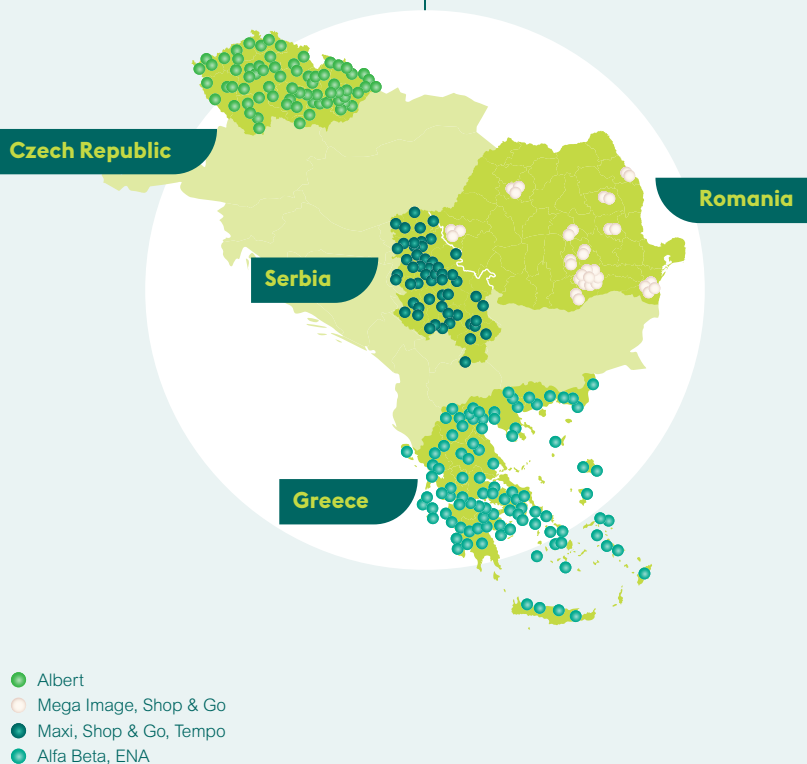 Czech Republic
Romania
Serbia
Greece
Albert
Mega Image, Shop & Go
Maxi, Shop & Go, Tempo
Alfa Beta, ENA